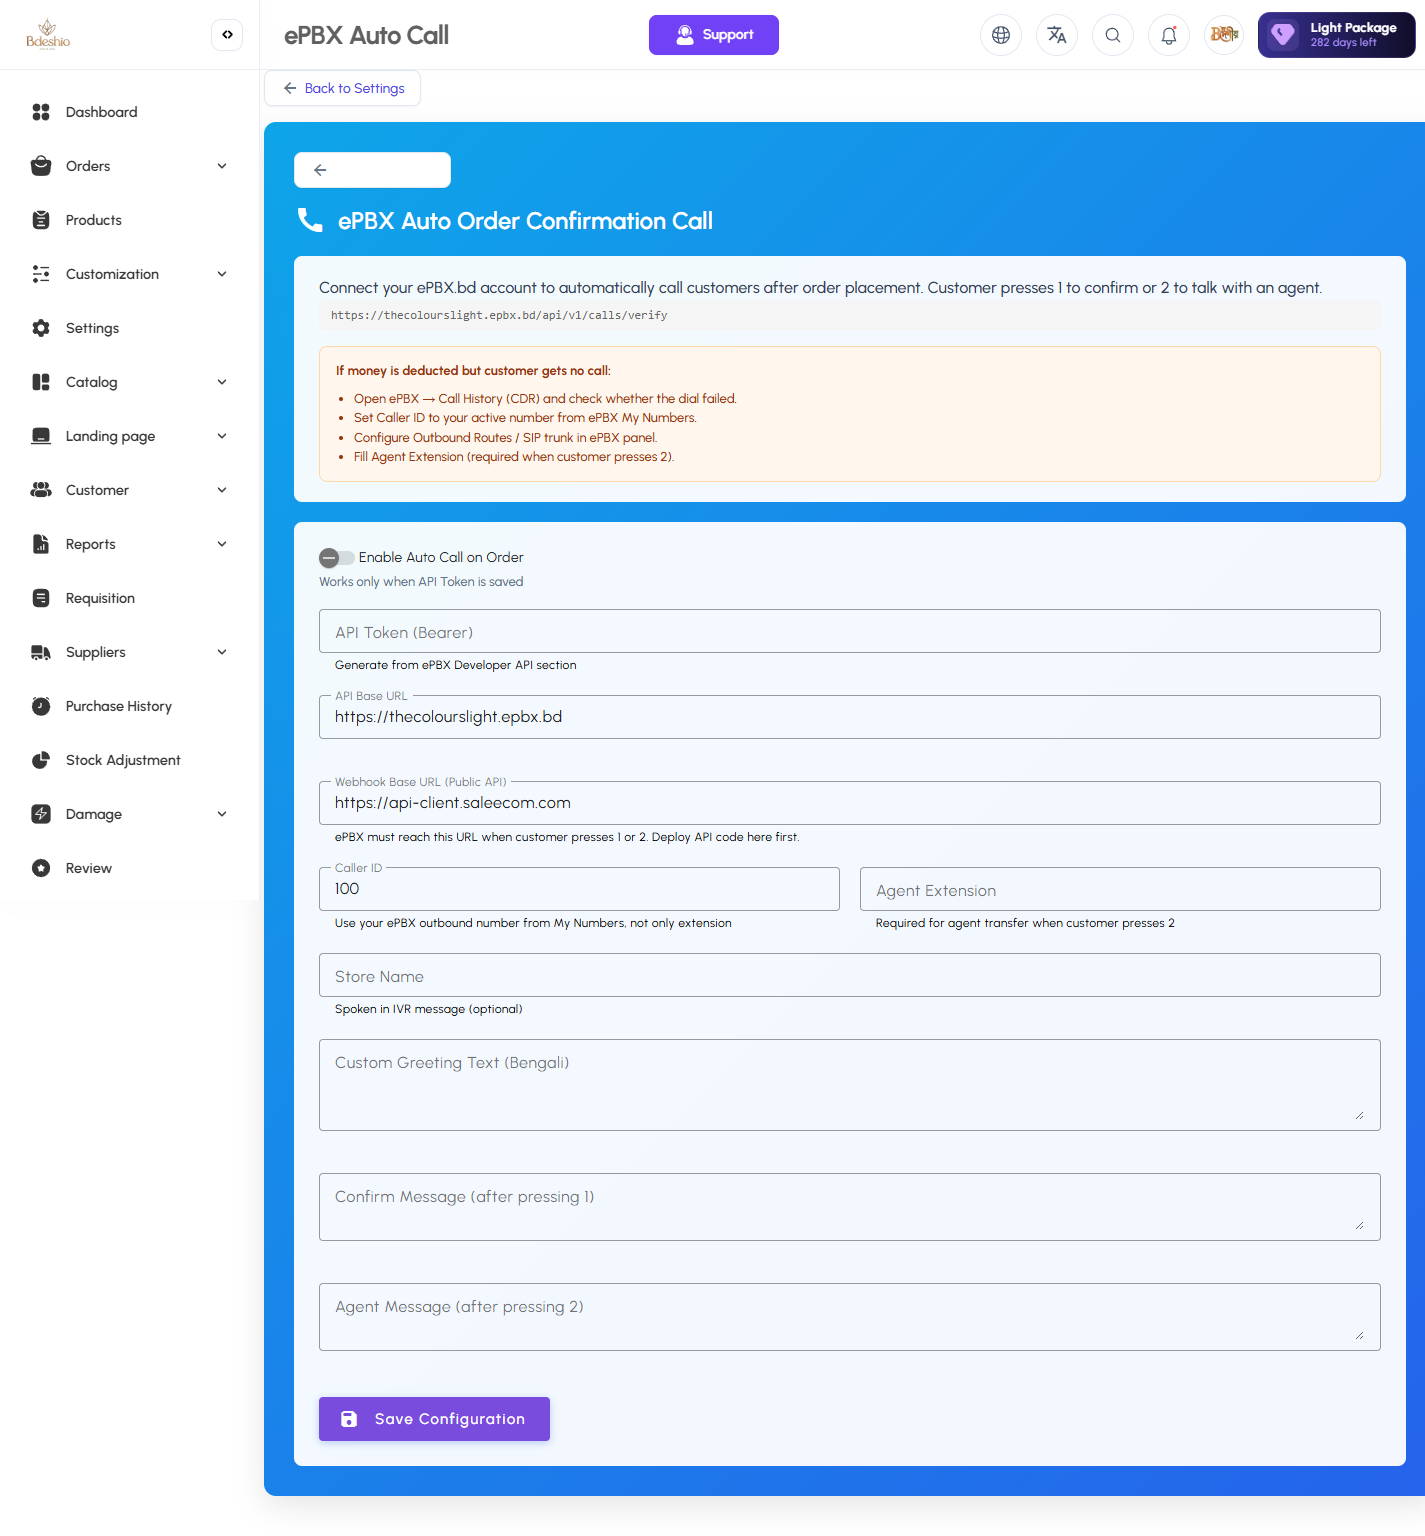 Bdeshio
ePBX Auto Call
Support
Light Package
282 days left
Back to Settings
Dashboard
Orders
Products
Customization
Settings
Catalog
Landing page
Customer
Reports
Requisition
Suppliers
Purchase History
Stock Adjustment
Damage
Review
ePBX Auto Order Confirmation Call
Connect your ePBX.bd account to automatically call customers after order placement. Customer presses 1 to confirm or 2 to talk with an agent.
https://thecolourslight.epbx.bd/api/v1/calls/verify
If money is deducted but customer gets no call:
• Open ePBX → Call History (CDR) and check whether the dial failed.
• Set Caller ID to your active number from ePBX My Numbers.
• Configure Outbound Routes / SIP trunk in ePBX panel.
• Fill Agent Extension (required when customer presses 2).
Enable Auto Call on Order
Works only when API Token is saved
API Token (Bearer)
Generate from ePBX Developer API section
API Base URL
https://thecolourslight.epbx.bd
Webhook Base URL (Public API)
https://api-client.saleecom.com
ePBX must reach this URL when customer presses 1 or 2. Deploy API code here first.
Caller ID
100
Use your ePBX outbound number from My Numbers, not only extension
Agent Extension
Required for agent transfer when customer presses 2
Store Name
Spoken in IVR message (optional)
Custom Greeting Text (Bengali)
Confirm Message (after pressing 1)
Agent Message (after pressing 2)
Save Configuration